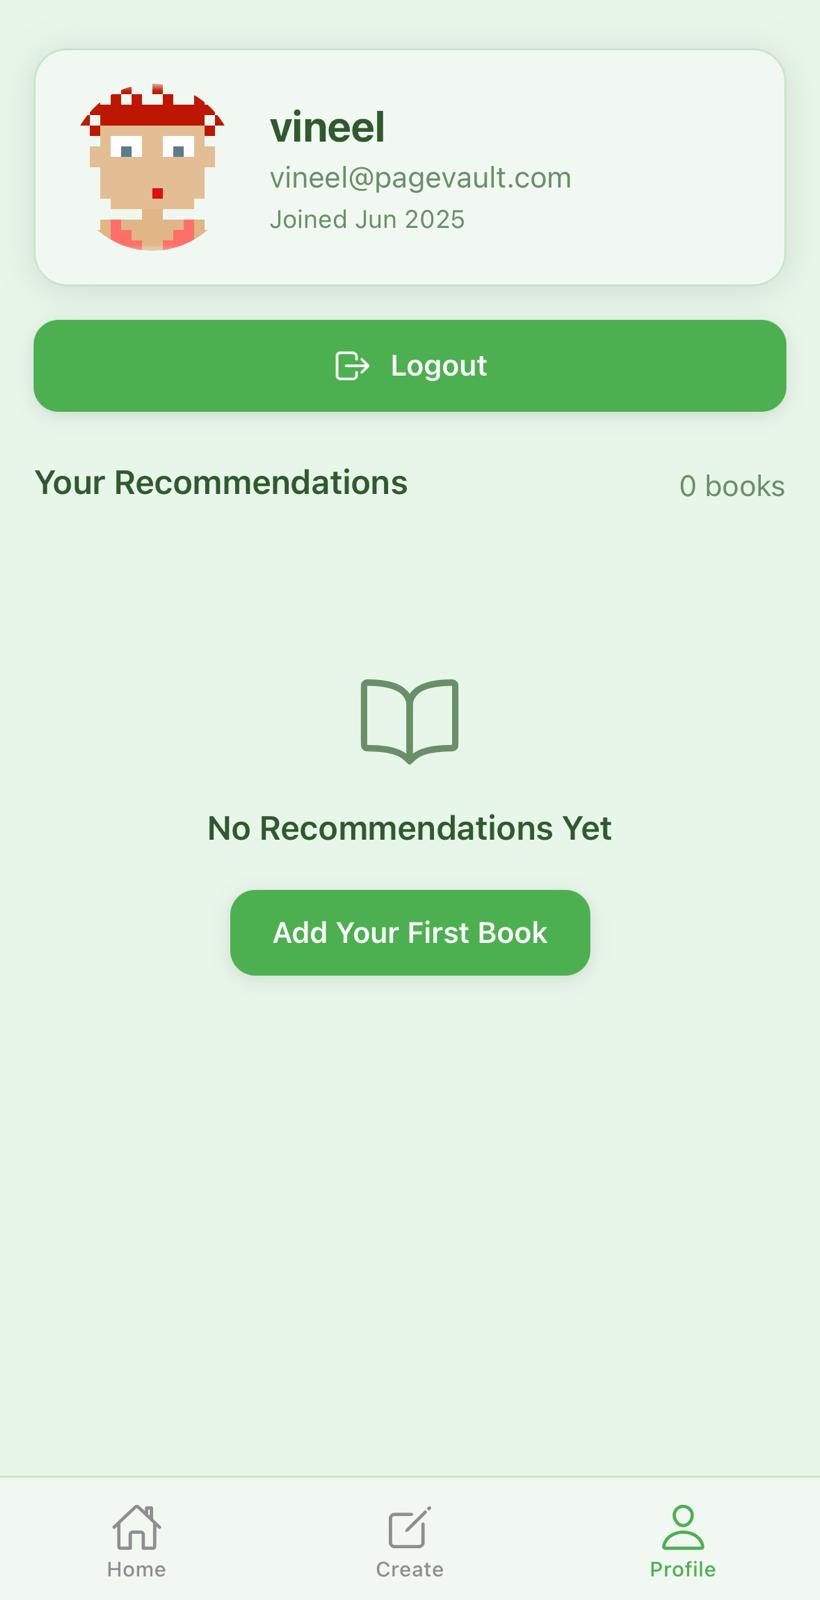 vineel
vineel@pagevault.com
Joined Jun 2025
Logout
Your Recommendations
0 books
No Recommendations Yet
Add Your First Book
Home
Create
Profile